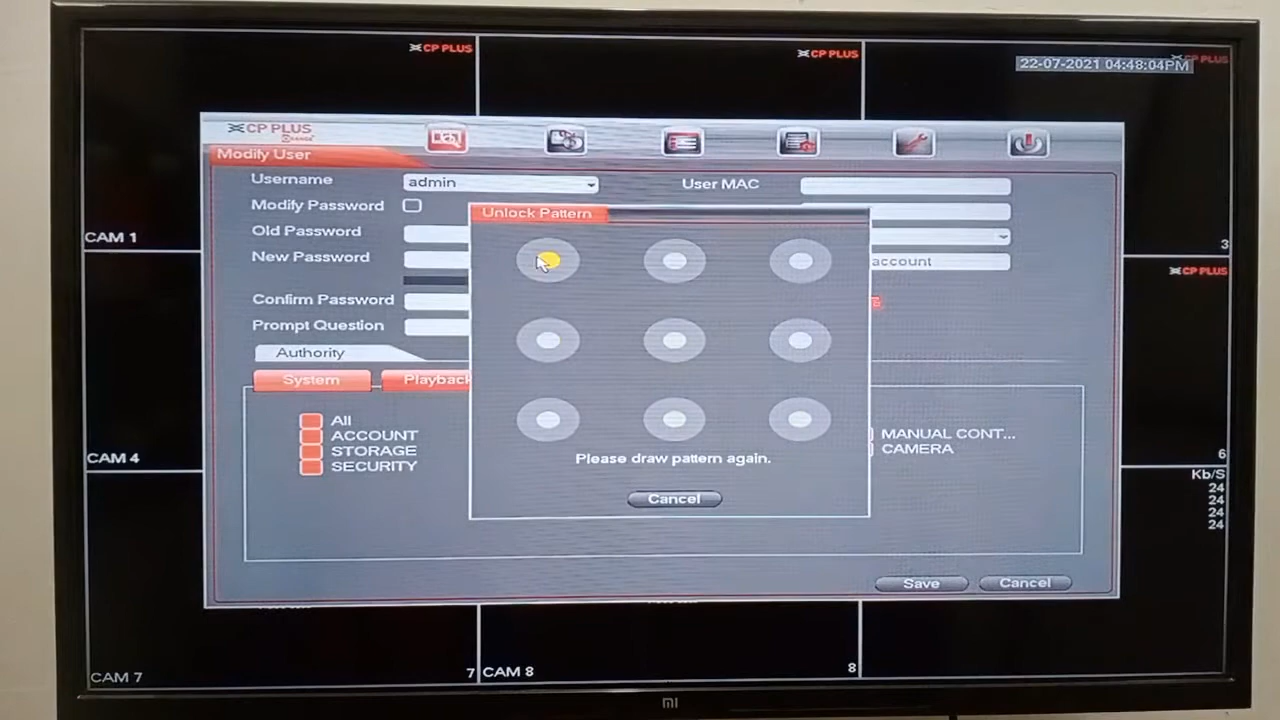 CP PLUS
CP PLUS
CP PLUS
22-07-2021 04:48:04PM
CP PLUS
ORANGE
Modify User
Username
admin
User MAC
Modify Password
Unlock Pattern
Old Password
CAM 1
3
New Password
account
CP PLUS
Confirm Password
Prompt Question
Authority
System
Playback
All
ACCOUNT
MANUAL CONT...
STORAGE
CAMERA
SECURITY
Please draw pattern again.
CAM 4
6
Kb/S
24
24
24
24
Cancel
Save
Cancel
CAM 7
7
CAM 8
8
mi